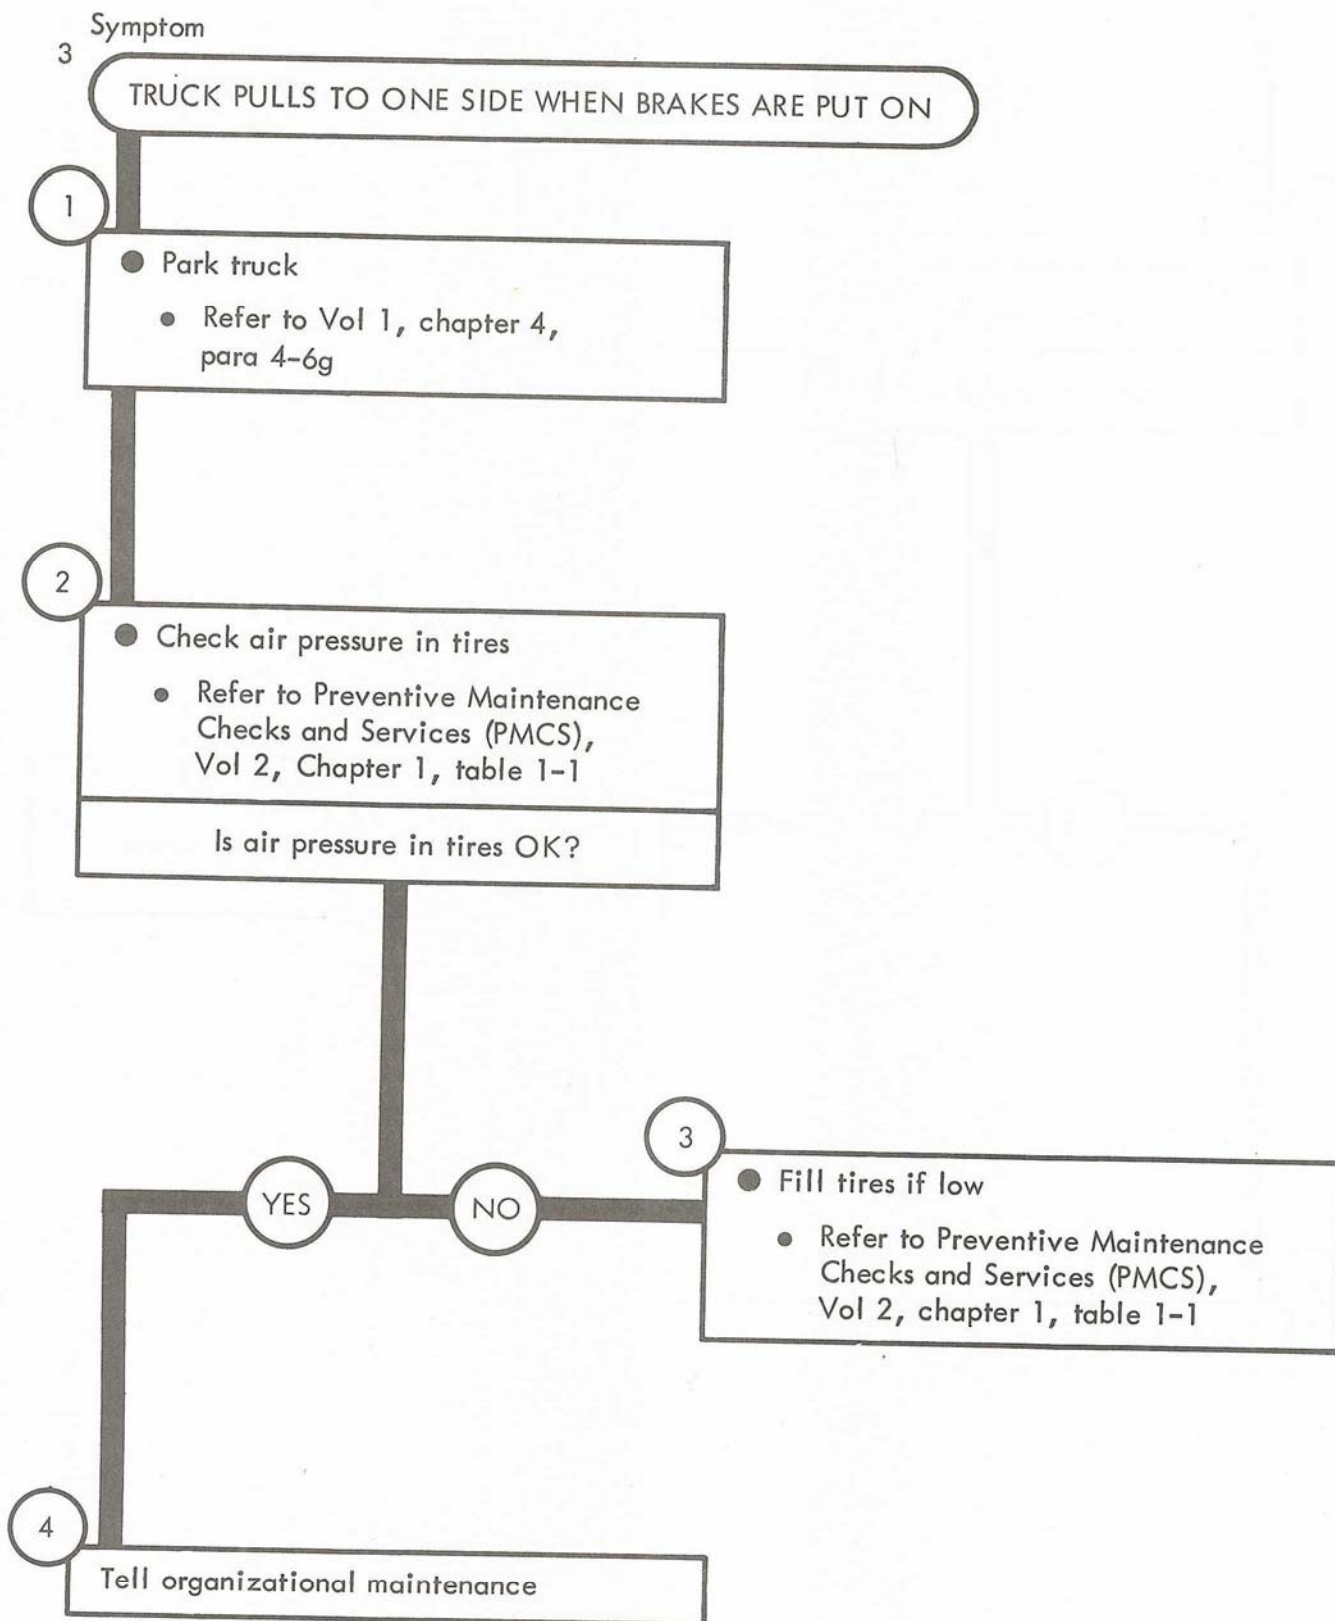 Symptom
3
TRUCK PULLS TO ONE SIDE WHEN BRAKES ARE PUT ON
1
● Park truck
● Refer to Vol 1, chapter 4,
para 4-6g
2
● Check air pressure in tires
● Refer to Preventive Maintenance
Checks and Services (PMCS),
Vol 2, Chapter 1, table 1-1
Is air pressure in tires OK?
YES
NO
3
● Fill tires if low
● Refer to Preventive Maintenance
Checks and Services (PMCS),
Vol 2, chapter 1, table 1-1
4
Tell organizational maintenance